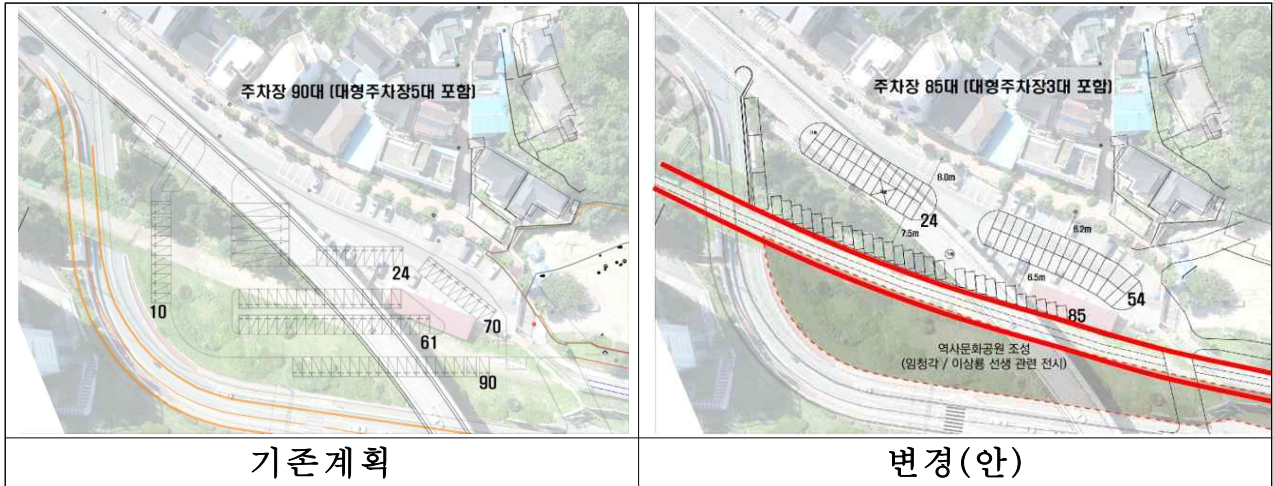 주차장 90대 (대형주차장5대 포함)
10
24
70
61
90
기존계획
주차장 85대 (대형주차장3대 포함)
8.0m
24
7.5m
6.2m
6.5m
54
85
역사문화공원 조성
(임청각 / 이상룡 선생 관련 전시)
변경(안)